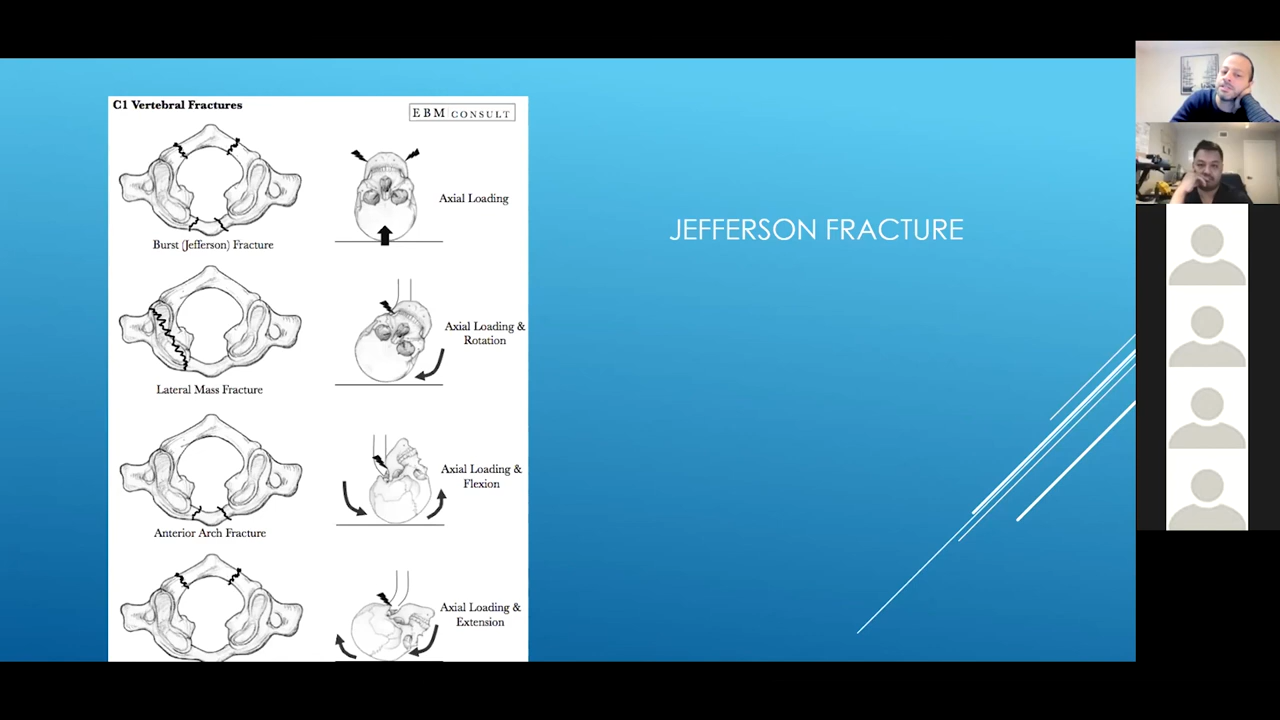 C1 Vertebral Fractures
EBM CONSULT
Axial Loading
Burst (Jefferson) Fracture
Axial Loading &
Rotation
Lateral Mass Fracture
Axial Loading &
Flexion
Anterior Arch Fracture
Axial Loading &
Extension
JEFFERSON FRACTURE